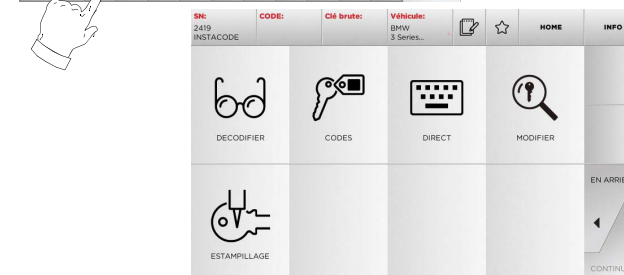 SN: CODE: Clé brute: Véhicule:
2419 BMW HOME INFO
INSTACODE 3 Series...
DECODIFIER CODES DIRECT MODIFIER
EN ARRIE
ESTAMPILLAGE
CONTINU